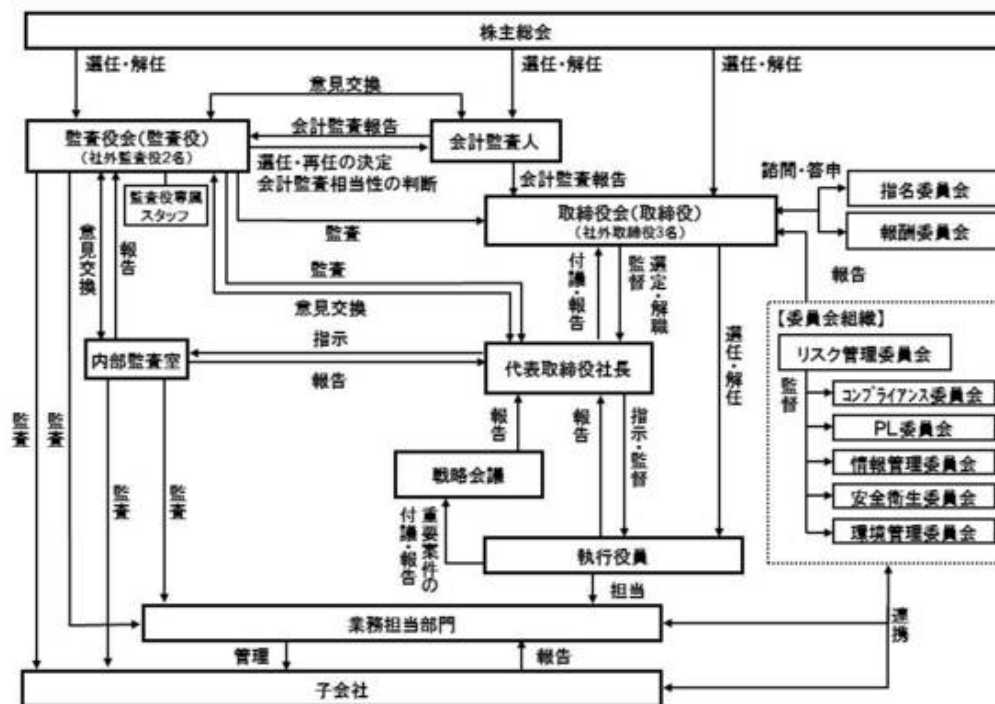 株主総会
選任・解任
選任・解任
選任・解任
意見交換
監査役会(監査役)
(社外監査役2名)
会計監査報告
会計監査人
選任・再任の決定
会計監査相当性の判断
会計監査報告
監査役専属
スタッフ
取締役会(取締役)
(社外取締役3名)
諮問・答申
指名委員会
報酬委員会
監査
意見交換
報告
監査
意見交換
付議・報告
監督
選定・解職
報告
選任・解任
【委員会組織】
リスク管理委員会
監督
コンプライアンス委員会
PL委員会
情報管理委員会
安全衛生委員会
環境管理委員会
指示
内部監査室
報告
代表取締役社長
監査
監査
監査
監査
報告
報告
指示・監督
戦略会議
重要案件の
付議・報告
執行役員
担当
業務担当部門
連携
管理
報告
子会社